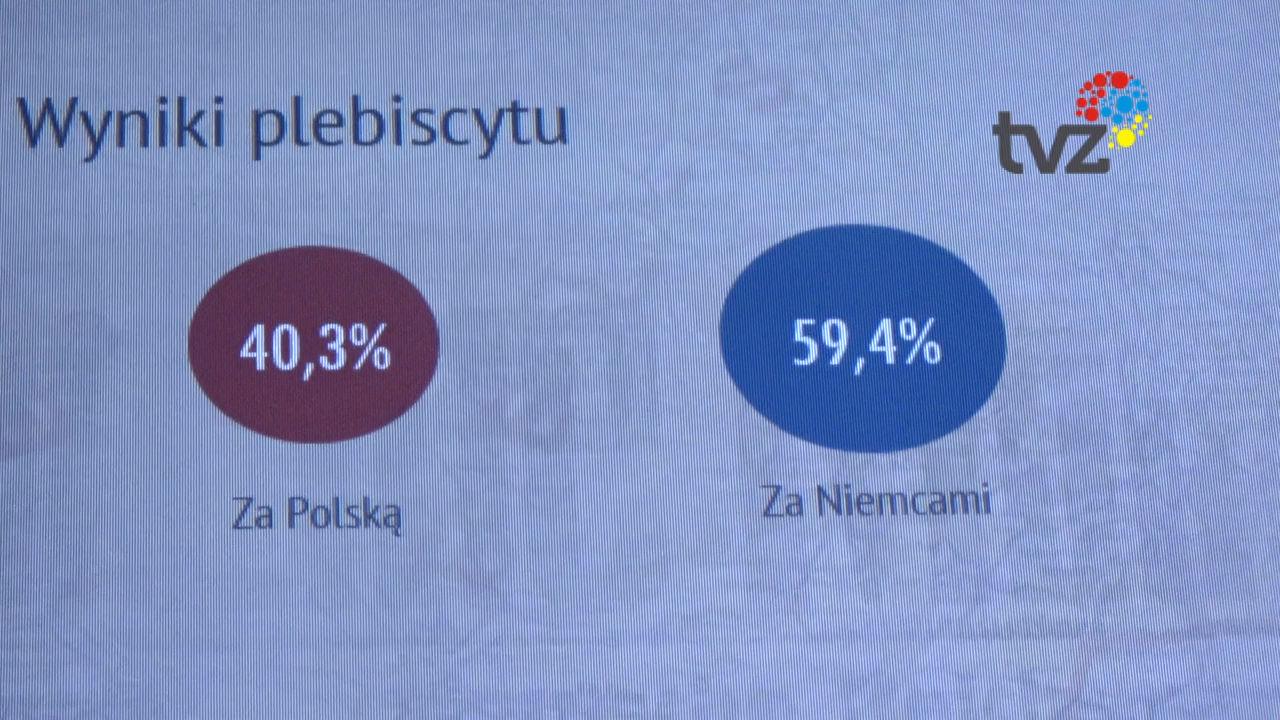 Wyniki plebiscytu
tvz
40,3%
59,4%
Za Polską
Za Niemcami